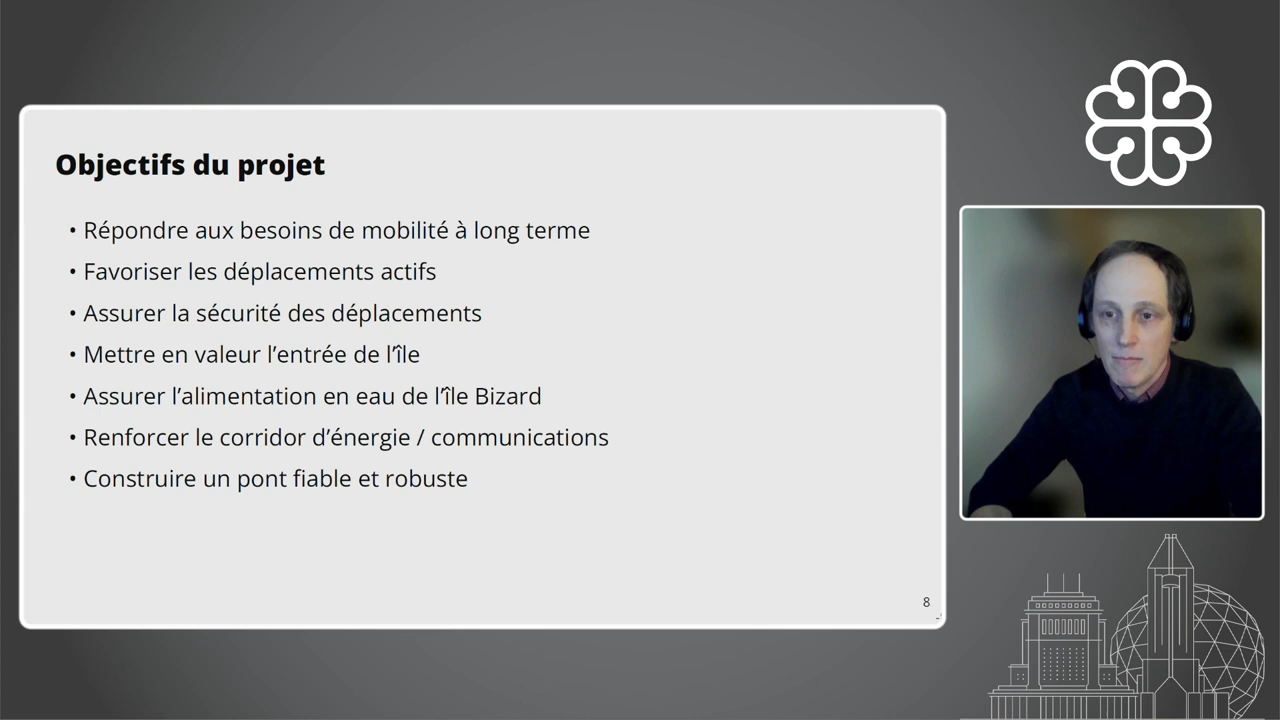 Objectifs du projet
• Répondre aux besoins de mobilité à long terme
• Favoriser les déplacements actifs
• Assurer la sécurité des déplacements
• Mettre en valeur l’entrée de l’île
• Assurer l’alimentation en eau de l’île Bizard
• Renforcer le corridor d’énergie / communications
• Construire un pont fiable et robuste
8